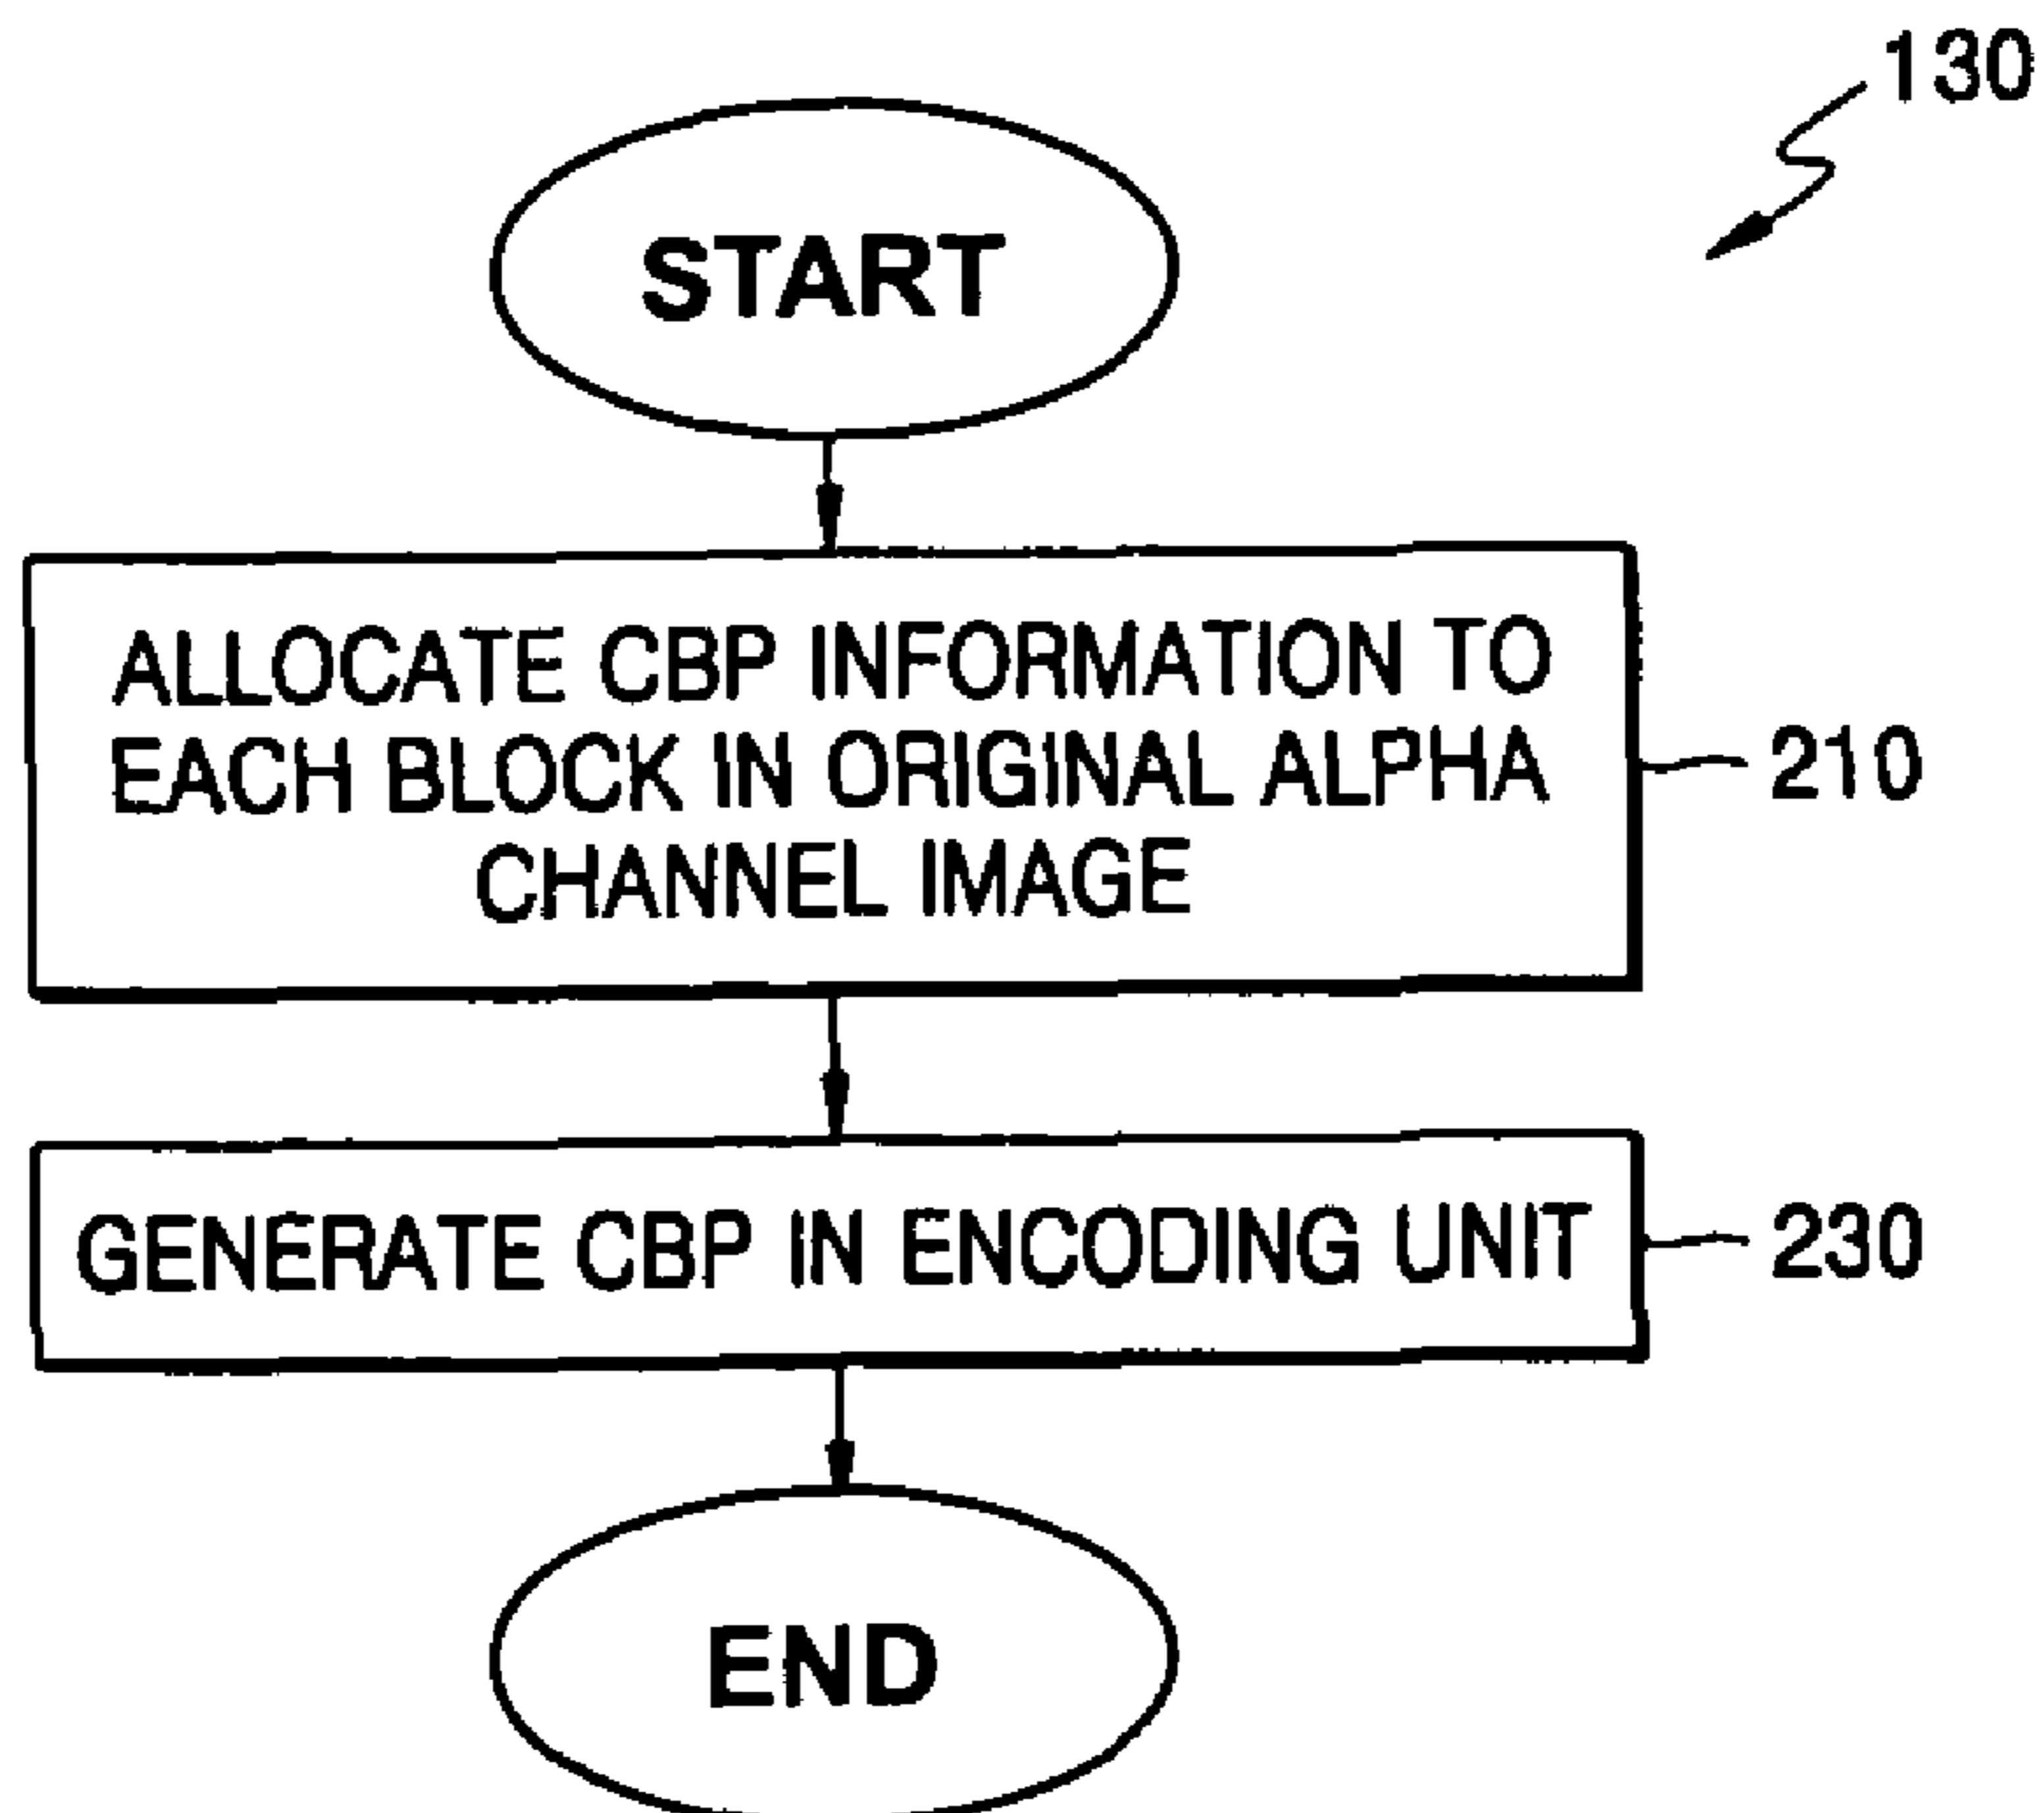 130
START
ALLOCATE CBP INFORMATION TO
EACH BLOCK IN ORIGINAL ALPHA
CHANNEL IMAGE
210
GENERATE CBP IN ENCODING UNIT
230
END